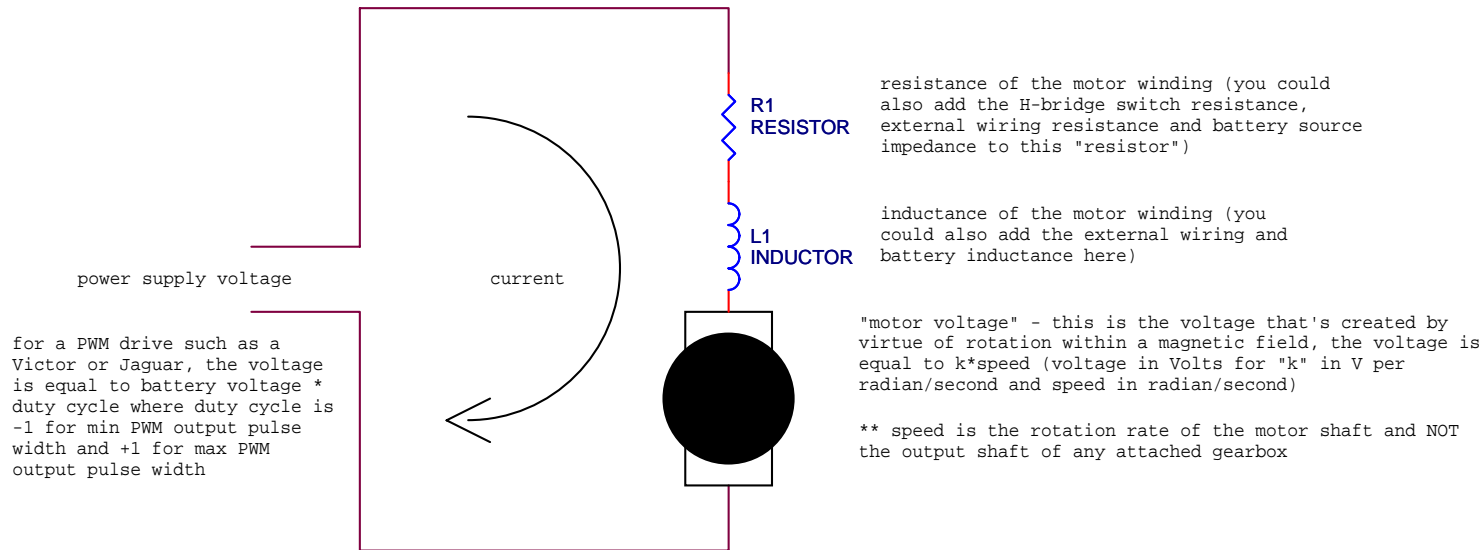 resistance of the motor winding (you could
also add the H-bridge switch resistance,
external wiring resistance and battery source
impedance to this "resistor")
R1
RESISTOR
inductance of the motor winding (you
could also add the external wiring and
battery inductance here)
L1
INDUCTOR
power supply voltage
current
for a PWM drive such as a
Victor or Jaguar, the voltage
is equal to battery voltage *
duty cycle where duty cycle is
-1 for min PWM output pulse
width and +1 for max PWM
output pulse width
"motor voltage" - this is the voltage that's created by
virtue of rotation within a magnetic field, the voltage is
equal to k*speed (voltage in Volts for "k" in V per
radian/second and speed in radian/second)
** speed is the rotation rate of the motor shaft and NOT
the output shaft of any attached gearbox